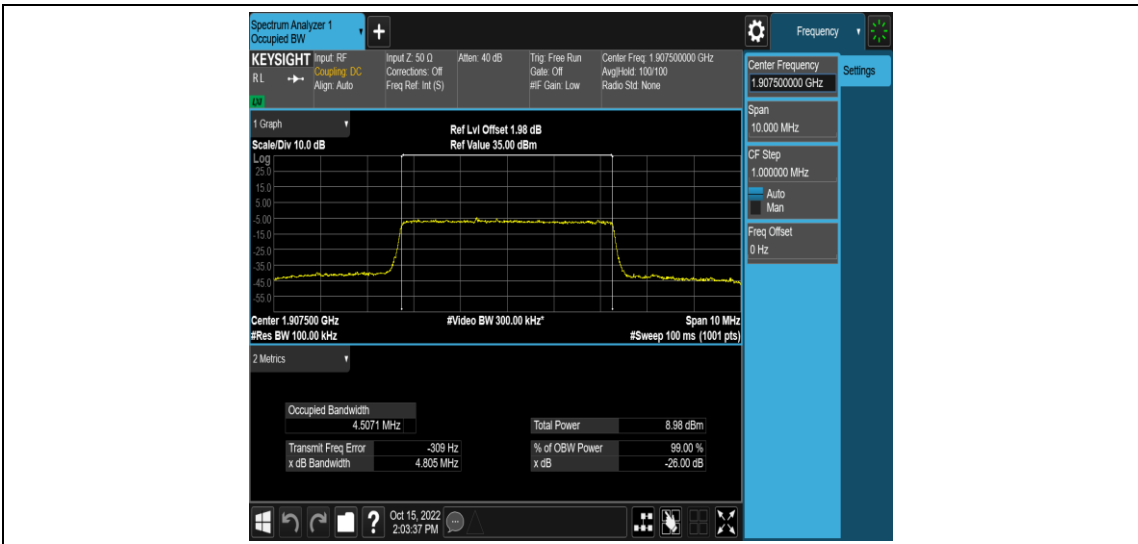 Spectrum Analyzer 1
Occupied BW
+
Frequency
KEYSIGHT
RL
LXI
Input: RF
Coupling: DC
Align: Auto
Input Z: 50 Ω
Corrections: Off
Freq Ref: Int (S)
Atten: 40 dB
Trig: Free Run
Gate: Off
#IF Gain: Low
Center Freq: 1.907500000 GHz
Avg|Hold: 100/100
Radio Std: None
Center Frequency
1.907500000 GHz
Settings
Span
10.000 MHz
CF Step
1.000000 MHz
Auto
Man
Freq Offset
0 Hz
1 Graph
Scale/Div 10.0 dB
Ref Lvl Offset 1.98 dB
Ref Value 35.00 dBm
Log
25.0
15.0
5.00
-5.00
-15.0
-25.0
-35.0
-45.0
-55.0
Center 1.907500 GHz
#Res BW 100.00 kHz
#Video BW 300.00 kHz*
Span 10 MHz
#Sweep 100 ms (1001 pts)
2 Metrics
Occupied Bandwidth
4.5071 MHz
Transmit Freq Error -309 Hz
x dB Bandwidth 4.805 MHz
Total Power 8.98 dBm
% of OBW Power 99.00 %
x dB -26.00 dB
?
Oct 15, 2022
2:03:37 PM